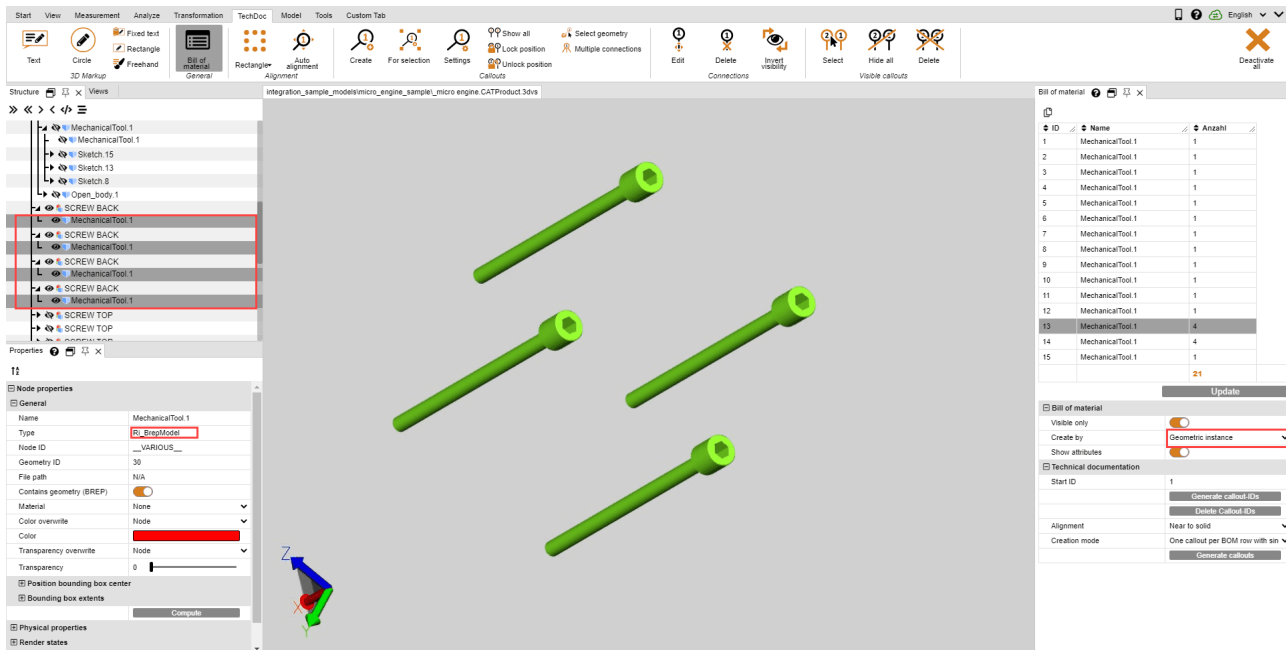 Start View Measurement Analyze Transformation TechDoc Model Tools Custom Tab English
Text
Circle
Fixed text
Rectangle
Freehand
3D Markup
Bill of material
General
Rectangle
Auto alignment
Alignment
Create
For selection
Settings
Show all
Lock position
Unlock position
Select geometry
Multiple connections
Callouts
Edit
Delete
Invert visibility
Connections
Select
Hide all
Delete
Visible callouts
Deactivate all
Structure Views
MechanicalTool.1
MechanicalTool.1
Sketch.15
Sketch.13
Sketch.8
Open_body.1
SCREW BACK
MechanicalTool.1
SCREW BACK
MechanicalTool.1
SCREW BACK
MechanicalTool.1
SCREW BACK
MechanicalTool.1
SCREW TOP
SCREW TOP
SCREW TOP
Properties
Node properties
General
Name MechanicalTool.1
Type Ri_BrepModel
Node ID __VARIOUS__
Geometry ID 30
File path N/A
Contains geometry (BREP)
Material None
Color overwrite Node
Color
Transparency overwrite Node
Transparency 0
Position bounding box center
Bounding box extents
Compute
Physical properties
Render states
integration_sample_models\micro_engine_sample\_micro engine.CATProduct.3dvs
Z
X
Y
Bill of material
ID Name Anzahl
1 MechanicalTool.1 1
2 MechanicalTool.1 1
3 MechanicalTool.1 1
4 MechanicalTool.1 1
5 MechanicalTool.1 1
6 MechanicalTool.1 1
7 MechanicalTool.1 1
8 MechanicalTool.1 1
9 MechanicalTool.1 1
10 MechanicalTool.1 1
11 MechanicalTool.1 1
12 MechanicalTool.1 1
13 MechanicalTool.1 4
14 MechanicalTool.1 4
15 MechanicalTool.1 1
21
Update
Bill of material
Visible only
Create by Geometric instance
Show attributes
Technical documentation
Start ID 1
Generate callout-IDs
Delete Callout-IDs
Alignment Near to solid
Creation mode One callout per BOM row with sin
Generate callouts